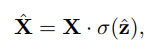 X̂ = X · σ(ẑ),